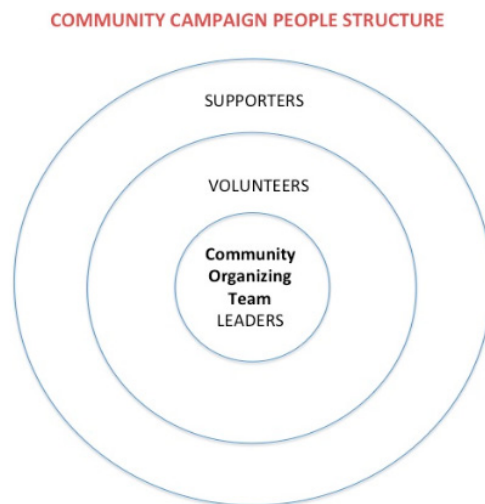 COMMUNITY CAMPAIGN PEOPLE STRUCTURE
SUPPORTERS
VOLUNTEERS
Community
Organizing
Team
LEADERS